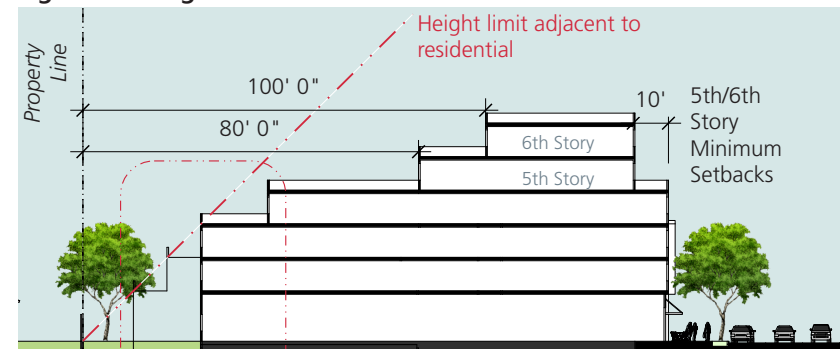 Height limit adjacent to
residential
Property
Line
100' 0"
80' 0"
10'
5th/6th
Story
Minimum
Setbacks
6th Story
5th Story